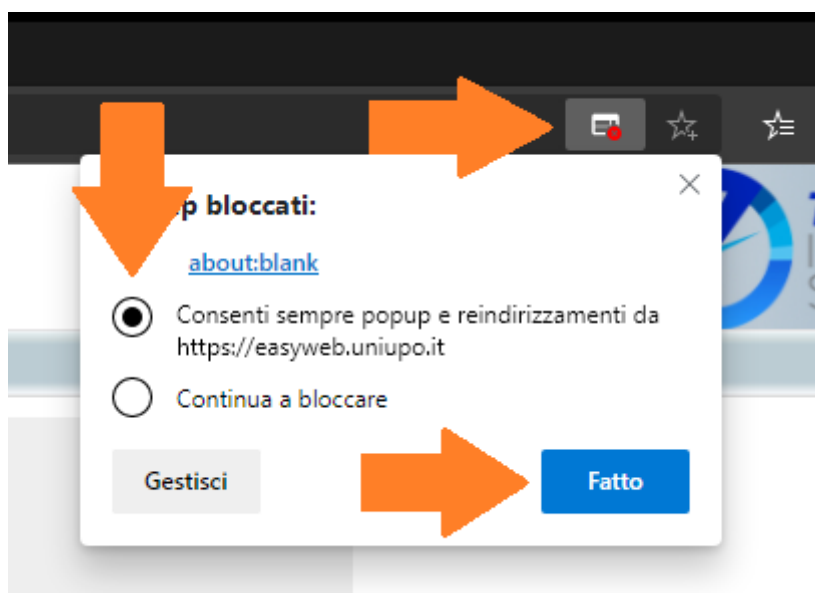 p bloccati:
about:blank
Consenti sempre popup e reindirizzamenti da
https://easyweb.uniupo.it
Continua a bloccare
Gestisci
Fatto